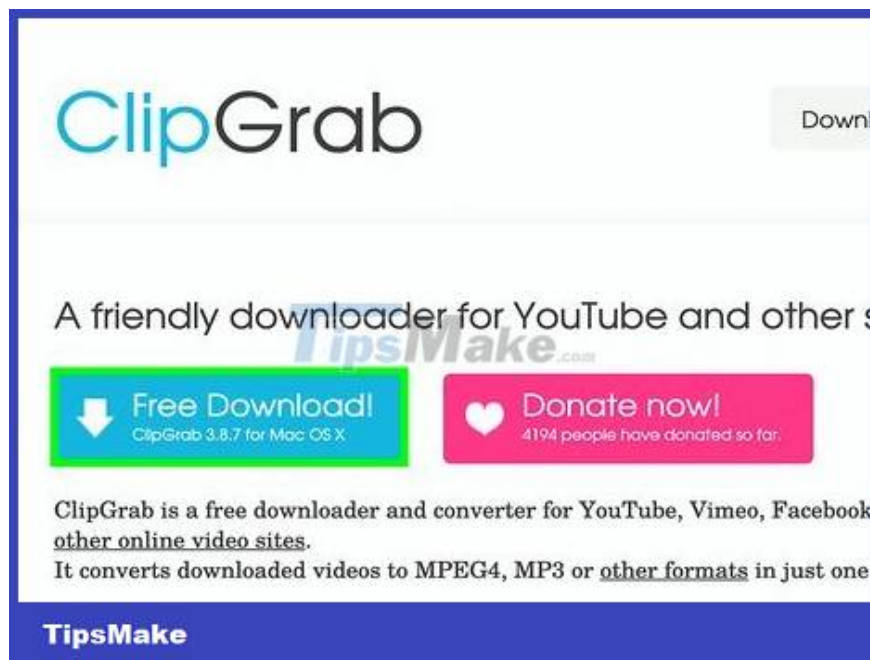 ClipGrab
Downl
A friendly downloader for YouTube and other s
TipsMake.com
Free Download!
ClipGrab 3.8.7 for Mac OS X
Donate now!
4194 people have donated so far.
ClipGrab is a free downloader and converter for YouTube, Vimeo, Facebook
other online video sites.
It converts downloaded videos to MPEG4, MP3 or other formats in just one
TipsMake